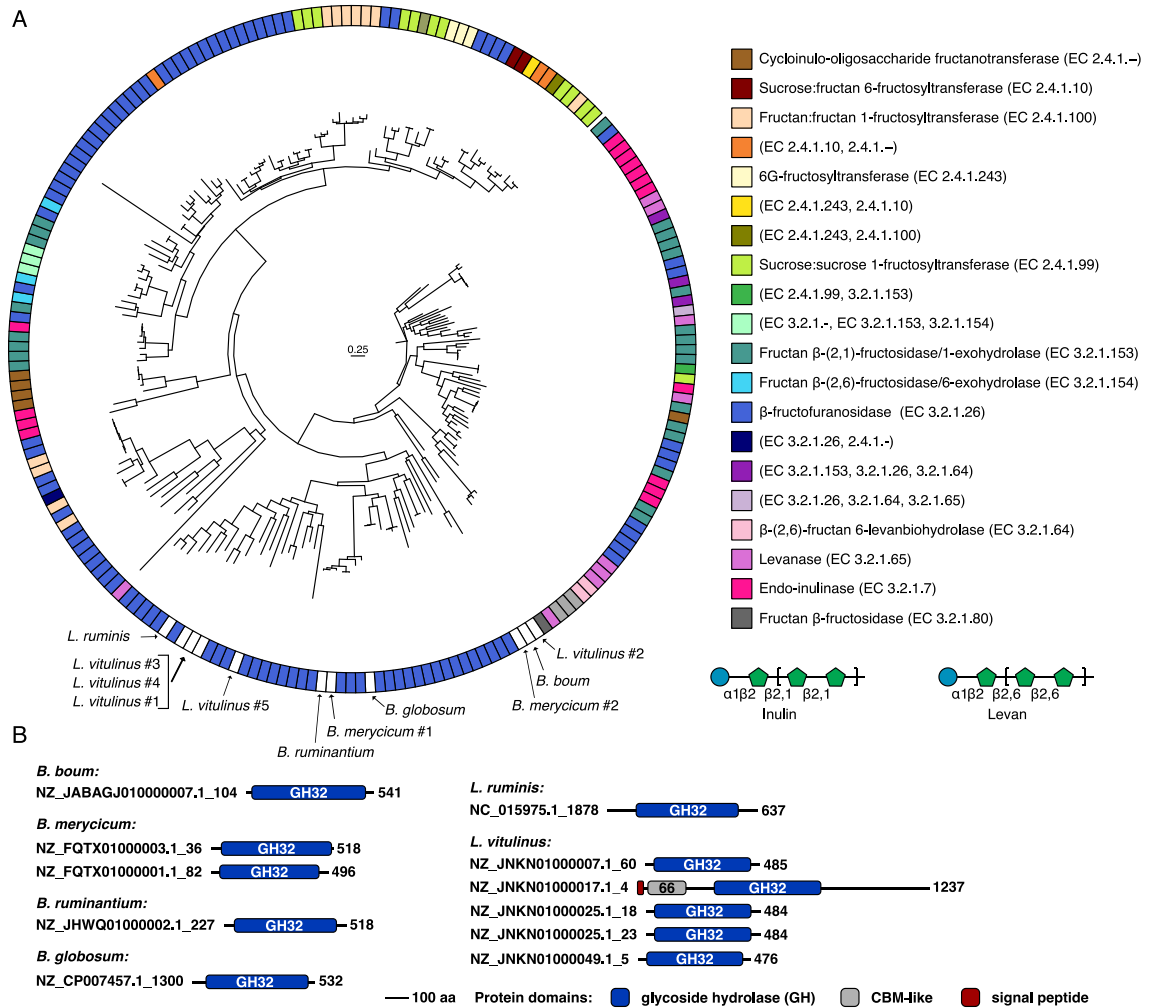 A
Cycloinulo-oligosaccharide fructanotransferase (EC 2.4.1.–)
Sucrose:fructan 6-fructosyltransferase (EC 2.4.1.10)
Fructan:fructan 1-fructosyltransferase (EC 2.4.1.100)
(EC 2.4.1.10, 2.4.1.–)
6G-fructosyltransferase (EC 2.4.1.243)
(EC 2.4.1.243, 2.4.1.10)
(EC 2.4.1.243, 2.4.1.100)
Sucrose:sucrose 1-fructosyltransferase (EC 2.4.1.99)
(EC 2.4.1.99, 3.2.1.153)
(EC 3.2.1.-, EC 3.2.1.153, 3.2.1.154)
Fructan β-(2,1)-fructosidase/1-exohydrolase (EC 3.2.1.153)
Fructan β-(2,6)-fructosidase/6-exohydrolase (EC 3.2.1.154)
β-fructofuranosidase (EC 3.2.1.26)
(EC 3.2.1.26, 2.4.1.-)
(EC 3.2.1.153, 3.2.1.26, 3.2.1.64)
(EC 3.2.1.26, 3.2.1.64, 3.2.1.65)
β-(2,6)-fructan 6-levanbiohydrolase (EC 3.2.1.64)
Levanase (EC 3.2.1.65)
Endo-inulinase (EC 3.2.1.7)
Fructan β-fructosidase (EC 3.2.1.80)
0.25
L. ruminis
L. vitulinus #3
L. vitulinus #4
L. vitulinus #1
L. vitulinus #5
B. ruminantium
B. merycicum #1
B. globosum
B. merycicum #2
B. boum
L. vitulinus #2
α1β2 β2,1 β2,1
Inulin
α1β2 β2,6 β2,6
Levan
B
B. boum:
NZ_JABAGJ010000007.1_104 GH32 541
B. merycicum:
NZ_FQTX01000003.1_36 GH32 518
NZ_FQTX01000001.1_82 GH32 496
B. ruminantium:
NZ_JHWQ01000002.1_227 GH32 518
B. globosum:
NZ_CP007457.1_1300 GH32 532
L. ruminis:
NC_015975.1_1878 GH32 637
L. vitulinus:
NZ_JNKN01000007.1_60 GH32 485
NZ_JNKN01000017.1_4 66 GH32 1237
NZ_JNKN01000025.1_18 GH32 484
NZ_JNKN01000025.1_23 GH32 484
NZ_JNKN01000049.1_5 GH32 476
100 aa Protein domains: glycoside hydrolase (GH) CBM-like signal peptide